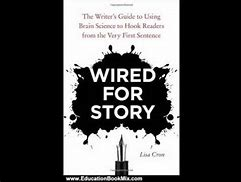 The Writer's Guide to Using
Brain Science to Hook Readers
from the Very First Sentence
WIRED
FOR
STORY
Lisa Cron
www.EducationBookMix.com